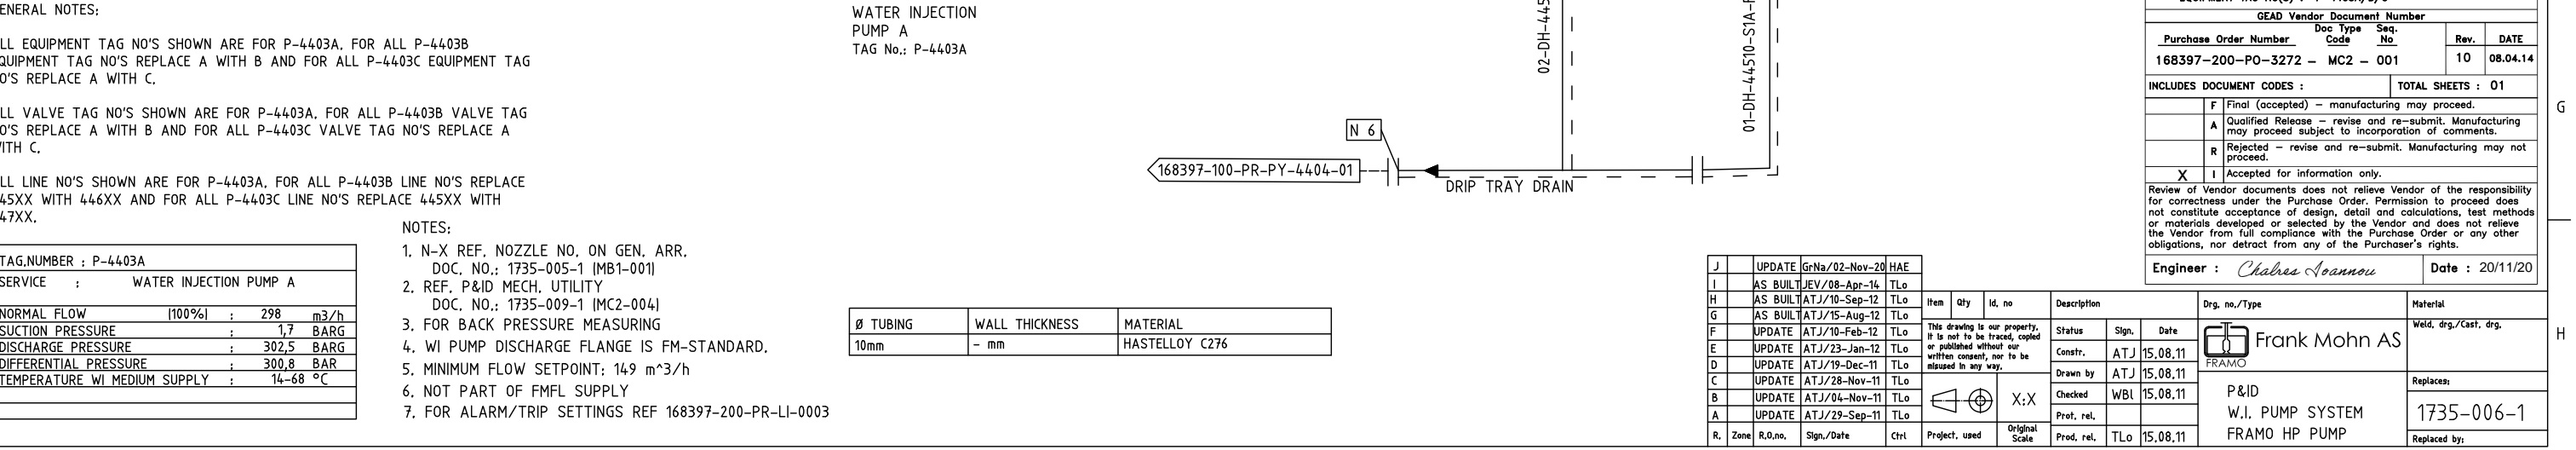 ENERAL NOTES:
LL EQUIPMENT TAG NO'S SHOWN ARE FOR P-4403A. FOR ALL P-4403B
QUIPMENT TAG NO'S REPLACE A WITH B AND FOR ALL P-4403C EQUIPMENT TAG
O'S REPLACE A WITH C.
LL VALVE TAG NO'S SHOWN ARE FOR P-4403A. FOR ALL P-4403B VALVE TAG
O'S REPLACE A WITH B AND FOR ALL P-4403C VALVE TAG NO'S REPLACE A
ITH C.
LL LINE NO'S SHOWN ARE FOR P-4403A. FOR ALL P-4403B LINE NO'S REPLACE
45XX WITH 446XX AND FOR ALL P-4403C LINE NO'S REPLACE 445XX WITH
47XX.
TAG.NUMBER : P-4403A
SERVICE : WATER INJECTION PUMP A
NORMAL FLOW (100%) : 298 m3/h
SUCTION PRESSURE : 1,7 BARG
DISCHARGE PRESSURE : 302,5 BARG
DIFFERENTIAL PRESSURE : 300,8 BAR
TEMPERATURE WI MEDIUM SUPPLY : 14-68 °C
NOTES:
1. N-X REF. NOZZLE NO. ON GEN. ARR.
DOC. NO.: 1735-005-1 (MB1-001)
2. REF. P&ID MECH. UTILITY
DOC. NO.: 1735-009-1 (MC2-004)
3. FOR BACK PRESSURE MEASURING
4. WI PUMP DISCHARGE FLANGE IS FM-STANDARD.
5. MINIMUM FLOW SETPOINT: 149 m^3/h
6. NOT PART OF FMFL SUPPLY
7. FOR ALARM/TRIP SETTINGS REF 168397-200-PR-LI-0003
WATER INJECTION
PUMP A
TAG No.: P-4403A
Ø TUBING WALL THICKNESS MATERIAL
10mm - mm HASTELLOY C276
02-DH-445
01-DH-44510-S1A-
N 6
168397-100-PR-PY-4404-01
DRIP TRAY DRAIN
GEAD Vendor Document Number
Purchase Order Number Doc Type Code Seq. No Rev. DATE
168397-200-PO-3272 - MC2 - 001 10 08.04.14
INCLUDES DOCUMENT CODES : TOTAL SHEETS : 01
F Final (accepted) - manufacturing may proceed.
A Qualified Release - revise and re-submit. Manufacturing
may proceed subject to incorporation of comments.
R Rejected - revise and re-submit. Manufacturing may not
proceed.
X I Accepted for information only.
Review of Vendor documents does not relieve Vendor of the responsibility
for correctness under the Purchase Order. Permission to proceed does
not constitute acceptance of design, detail and calculations, test methods
or materials developed or selected by the Vendor and does not relieve
the Vendor from full compliance with the Purchase Order or any other
obligations, nor detract from any of the Purchaser's rights.
Engineer : Chalres Ioannou Date : 20/11/20
G
H
J UPDATE GrNa/02-Nov-20 HAE
I AS BUILT JEV/08-Apr-14 TLo
H AS BUILT ATJ/10-Sep-12 TLo
G AS BUILT ATJ/15-Aug-12 TLo
F UPDATE ATJ/10-Feb-12 TLo
E UPDATE ATJ/23-Jan-12 TLo
D UPDATE ATJ/19-Dec-11 TLo
C UPDATE ATJ/28-Nov-11 TLo
B UPDATE ATJ/04-Nov-11 TLo
A UPDATE ATJ/29-Sep-11 TLo
R. Zone R.O.no. Sign./Date Ctrl
Item Qty Id. no Description Drg. no./Type Material
This drawing is our property.
It is not to be traced, copied
or published without our
written consent, nor to be
misused in any way.
X:X
Project. used Original Scale
Status Sign. Date
Constr. ATJ 15.08.11
Drawn by ATJ 15.08.11
Checked WBl 15.08.11
Prot. rel.
Prod. rel. TLo 15.08.11
FRAMO
Frank Mohn AS
P&ID
W.I. PUMP SYSTEM
FRAMO HP PUMP
Weld. drg./Cast. drg.
Replaces:
1735-006-1
Replaced by: